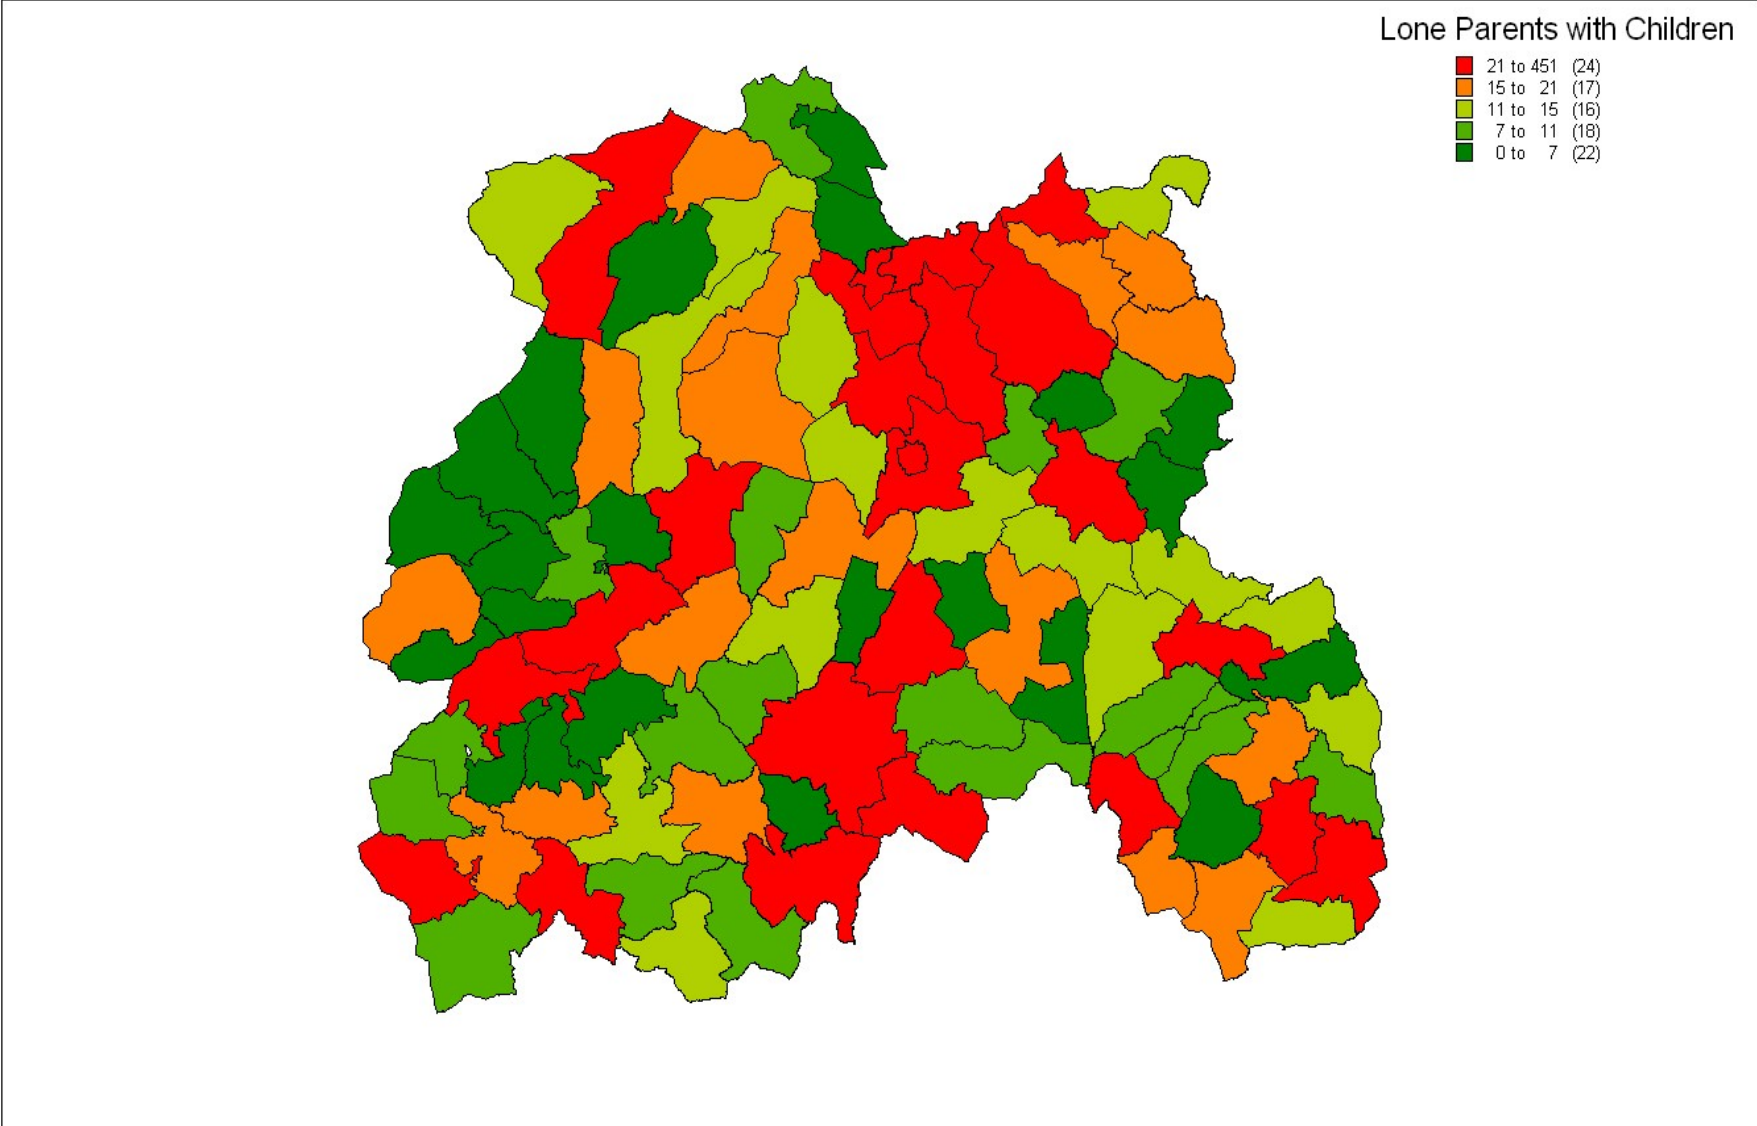 Lone Parents with Children
21 to 451 (24)
15 to 21 (17)
11 to 15 (16)
7 to 11 (18)
0 to 7 (22)